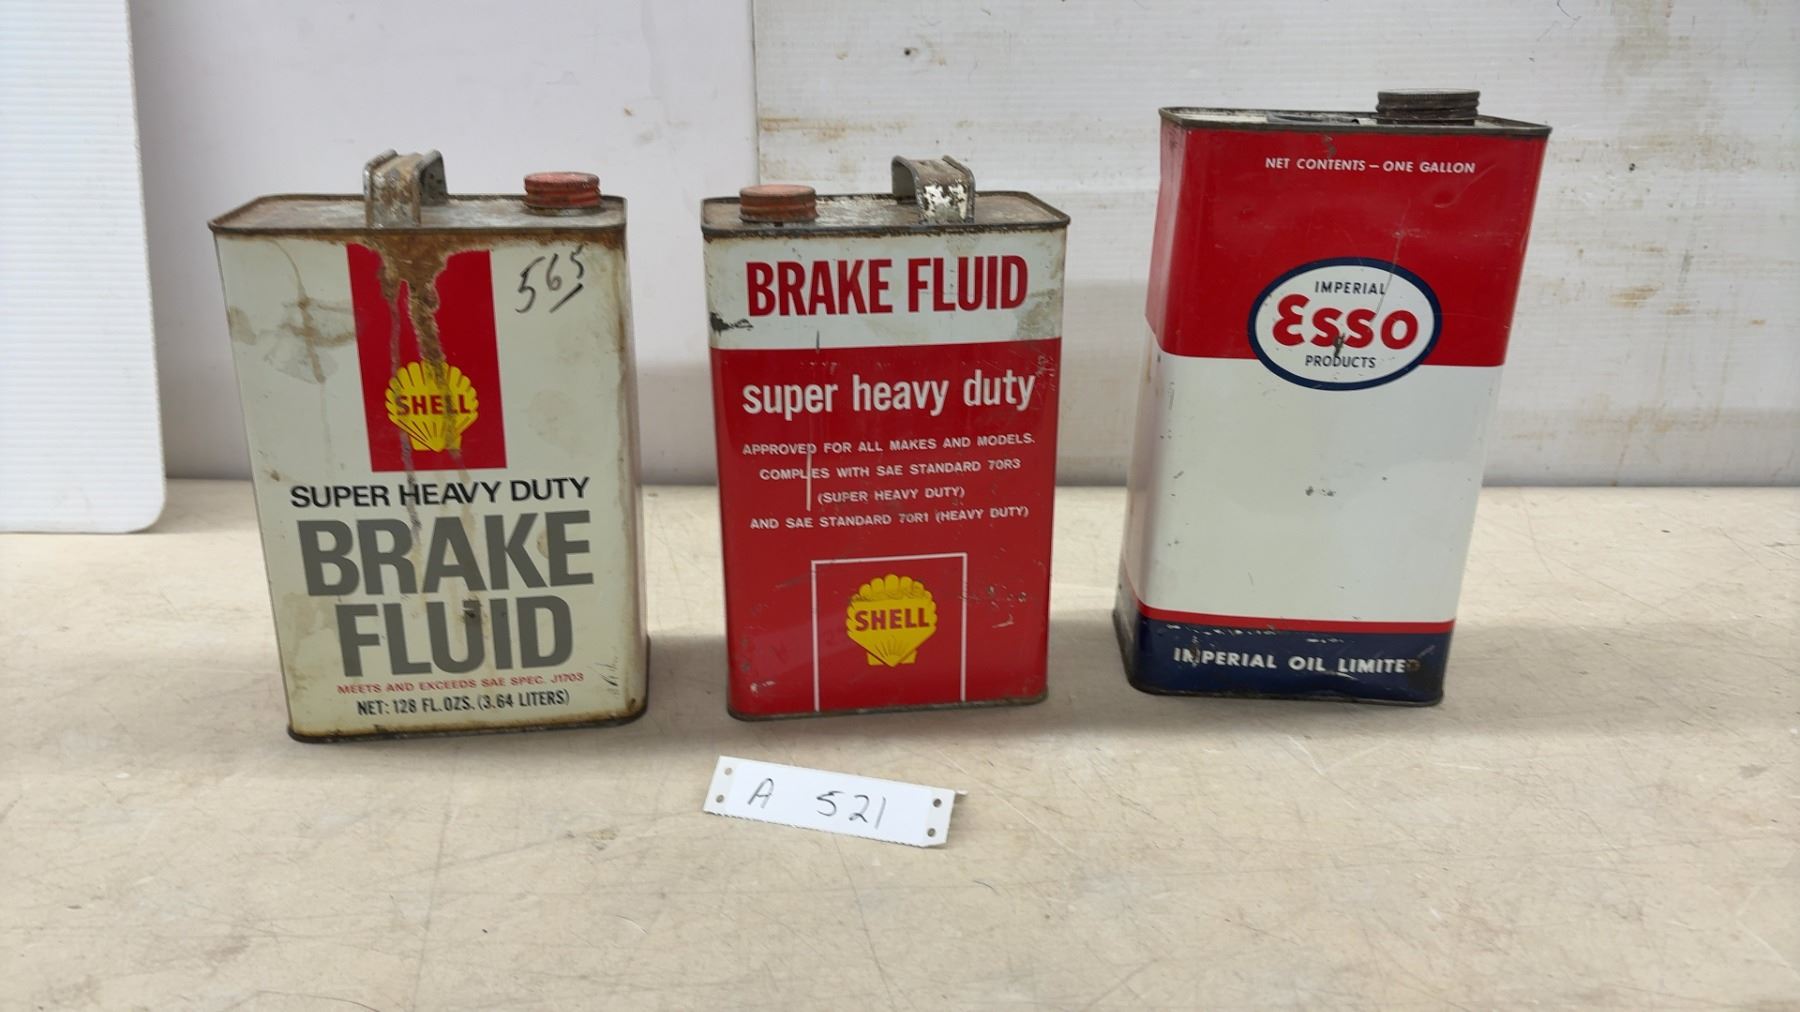 565
SHELL
SUPER HEAVY DUTY
BRAKE
FLUID
MEETS AND EXCEEDS SAE SPEC. J1703
NET: 128 FL. OZS. (3.64 LITERS)
BRAKE FLUID
super heavy duty
APPROVED FOR ALL MAKES AND MODELS.
COMPLIES WITH SAE STANDARD 70R3
(SUPER HEAVY DUTY)
AND SAE STANDARD 70R1 (HEAVY DUTY)
SHELL
NET CONTENTS – ONE GALLON
IMPERIAL
Esso
PRODUCTS
IMPERIAL OIL LIMITED
A 521